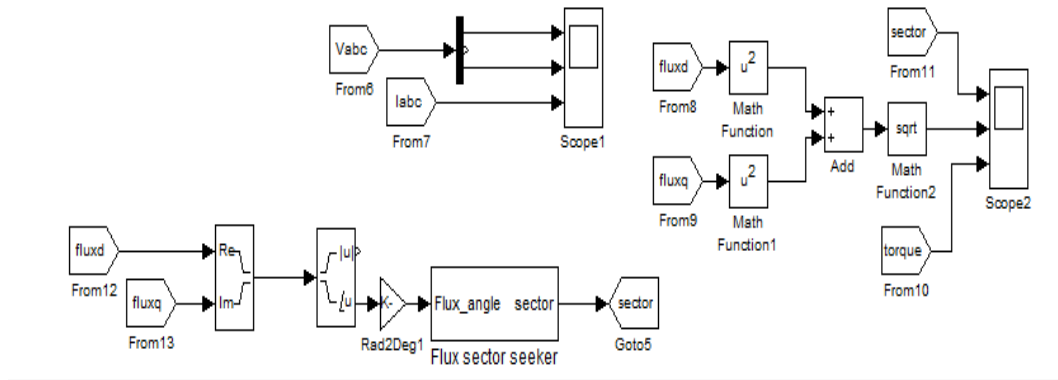 Vabc
From6
Iabc
From7
Scope1
fluxd
From8
u2
Math
Function
fluxq
From9
u2
Math
Function1
+
+
Add
sqrt
Math
Function2
sector
From11
Scope2
torque
From10
fluxd
From12
fluxq
From13
Re
Im
|u|
∠u
K-
Rad2Deg1
Flux_angle sector
Flux sector seeker
sector
Goto5